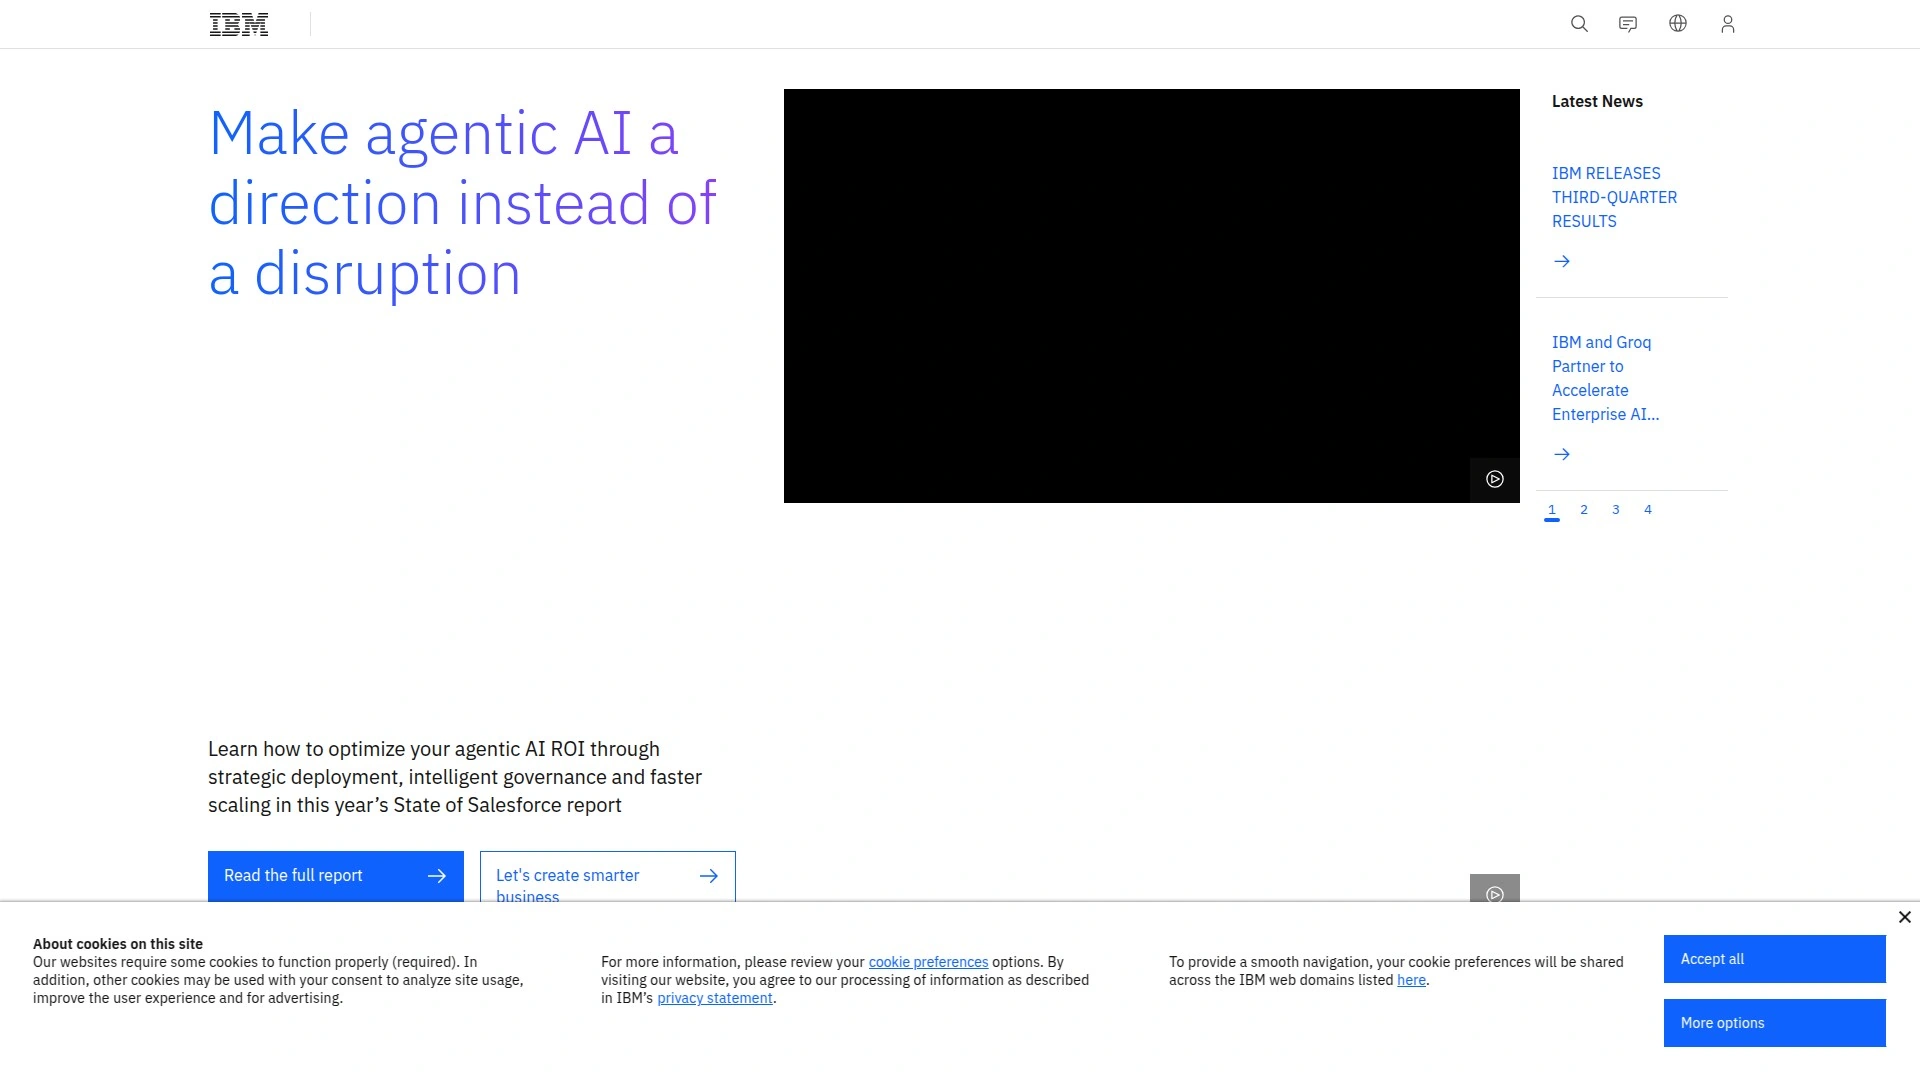 IBM
Make agentic AI a
direction instead of
a disruption
Latest News
IBM RELEASES
THIRD-QUARTER
RESULTS
IBM and Groq
Partner to
Accelerate
Enterprise AI...
1 2 3 4
Learn how to optimize your agentic AI ROI through
strategic deployment, intelligent governance and faster
scaling in this year’s State of Salesforce report
Read the full report
Let's create smarter
business
About cookies on this site
Our websites require some cookies to function properly (required). In
addition, other cookies may be used with your consent to analyze site usage,
improve the user experience and for advertising.
For more information, please review your cookie preferences options. By
visiting our website, you agree to our processing of information as described
in IBM’s privacy statement.
To provide a smooth navigation, your cookie preferences will be shared
across the IBM web domains listed here.
Accept all
More options